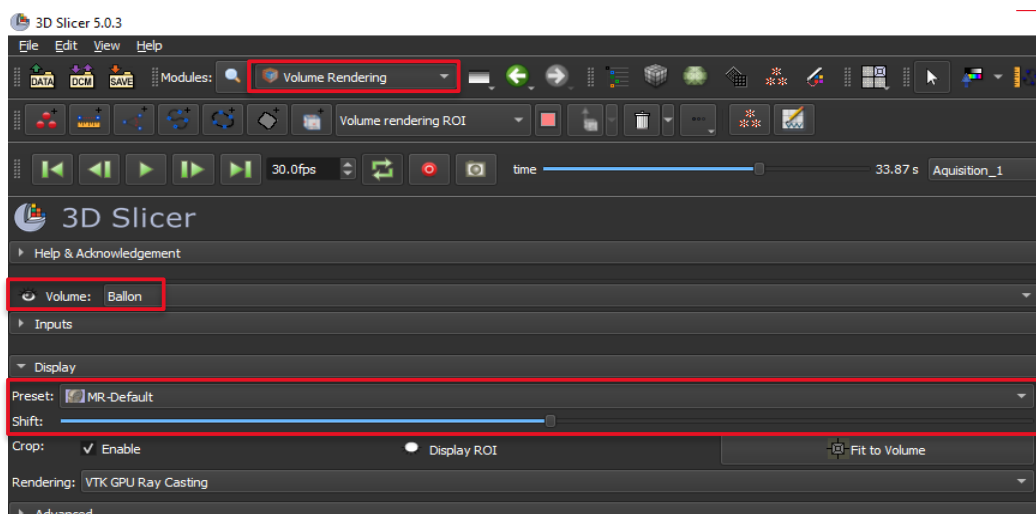 3D Slicer 5.0.3
File Edit View Help
DATA DCM SAVE Modules: Volume Rendering
Volume rendering ROI
30.0fps time 33.87 s Aquisition_1
3D Slicer
Help & Acknowledgement
Volume: Ballon
Inputs
Display
Preset: MR-Default
Shift:
Crop: Enable Display ROI Fit to Volume
Rendering: VTK GPU Ray Casting
Advanced